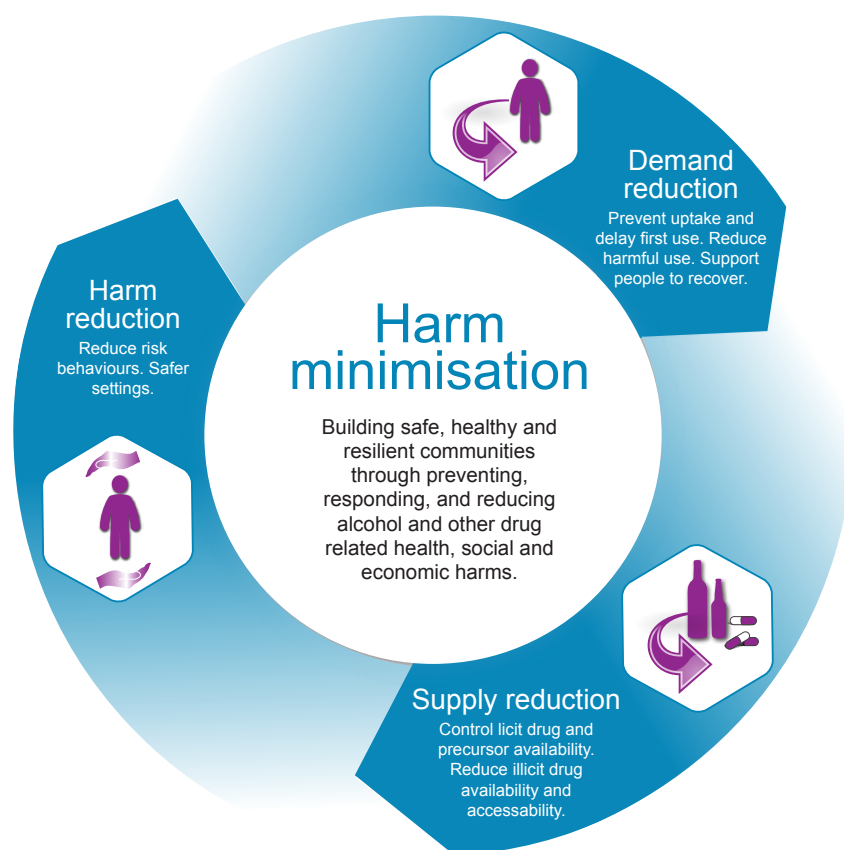 Demand
reduction
Prevent uptake and
delay first use. Reduce
harmful use. Support
people to recover.
Harm
reduction
Reduce risk
behaviours. Safer
settings.
Harm
minimisation
Building safe, healthy and
resilient communities
through preventing,
responding, and reducing
alcohol and other drug
related health, social and
economic harms.
Supply reduction
Control licit drug and
precursor availability.
Reduce illicit drug
availability and
accessability.